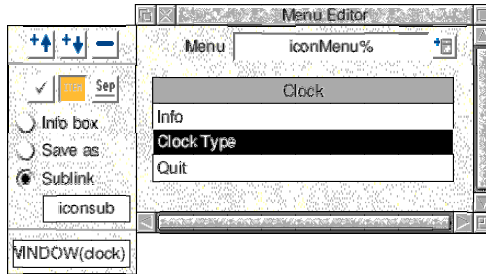 Menu Editor
Menu iconMenu%
Sep
Clock
Info box
Info
Save as
Clock Type
Sublink
Quit
iconsub
WINDOW(clock)